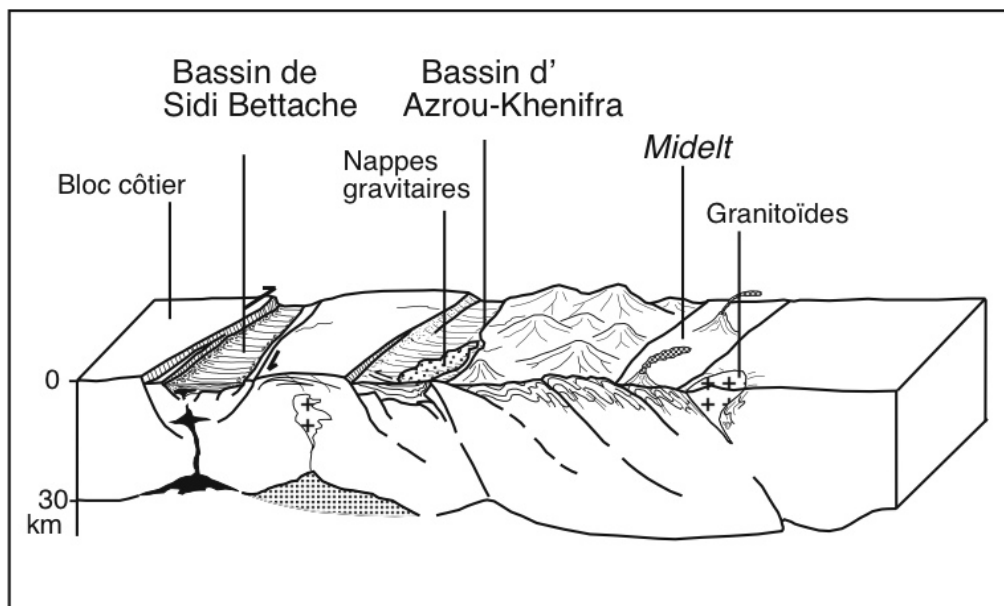 Bassin de
Sidi Bettache
Bassin d'
Azrou-Khenifra
Midelt
Nappes
gravitaires
Bloc côtier
Granitoïdes
0
30
km